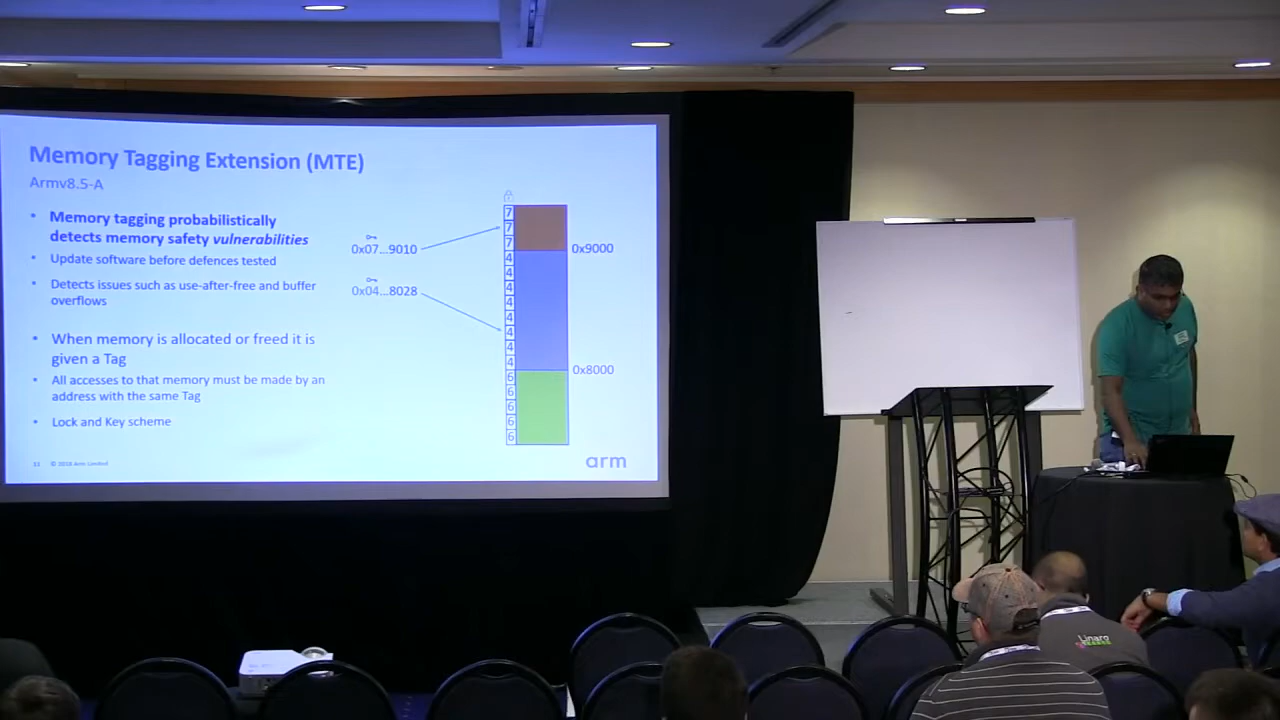 Memory Tagging Extension (MTE)
Armv8.5-A
• Memory tagging probabilistically
detects memory safety vulnerabilities
• Update software before defences tested
• Detects issues such as use-after-free and buffer
overflows
• When memory is allocated or freed it is
given a Tag
• All accesses to that memory must be made by an
address with the same Tag
• Lock and Key scheme
0x07...9010
0x04...8028
7
7
7
4
4
4
4
4
4
4
4
6
6
6
6
6
0x9000
0x8000
11 © 2018 Arm Limited
arm
Linaro